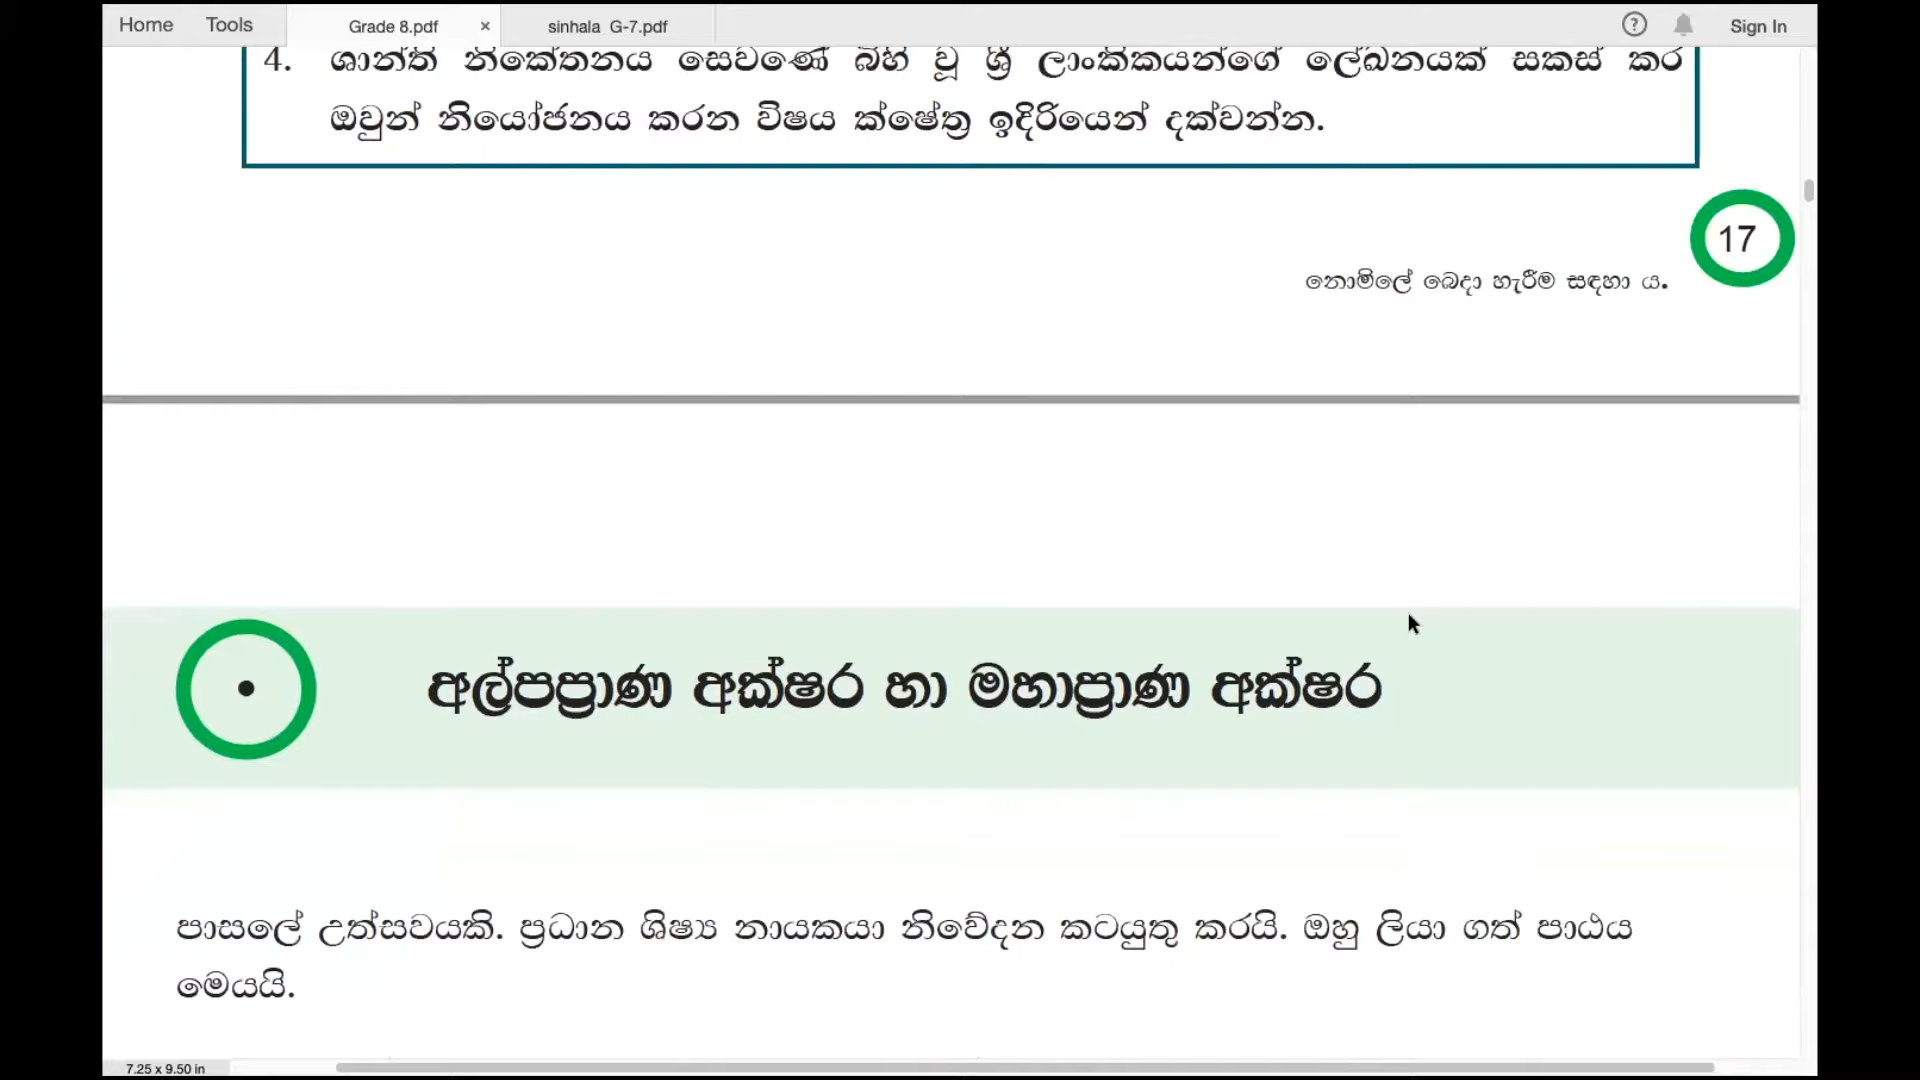 Home Tools Grade 8.pdf × sinhala G-7.pdf ? Sign In
4. ශාන්ති නිකේතනය සෙවණේ බිහි වූ ශ්‍රී ලාංකිකයන්ගේ ලේඛනයක් සකස් කර
ඔවුන් නියෝජනය කරන විෂය ක්ෂේත්‍ර ඉදිරියෙන් දක්වන්න.
17
නොමිලේ බෙදා හැරීම සඳහා ය.
• අල්පප්‍රාණ අක්ෂර හා මහාප්‍රාණ අක්ෂර
පාසලේ උත්සවයකි. ප්‍රධාන ශිෂ්‍ය නායකයා නිවේදන කටයුතු කරයි. ඔහු ලියා ගත් පාඨය
මෙයයි.
7.25 x 9.50 in